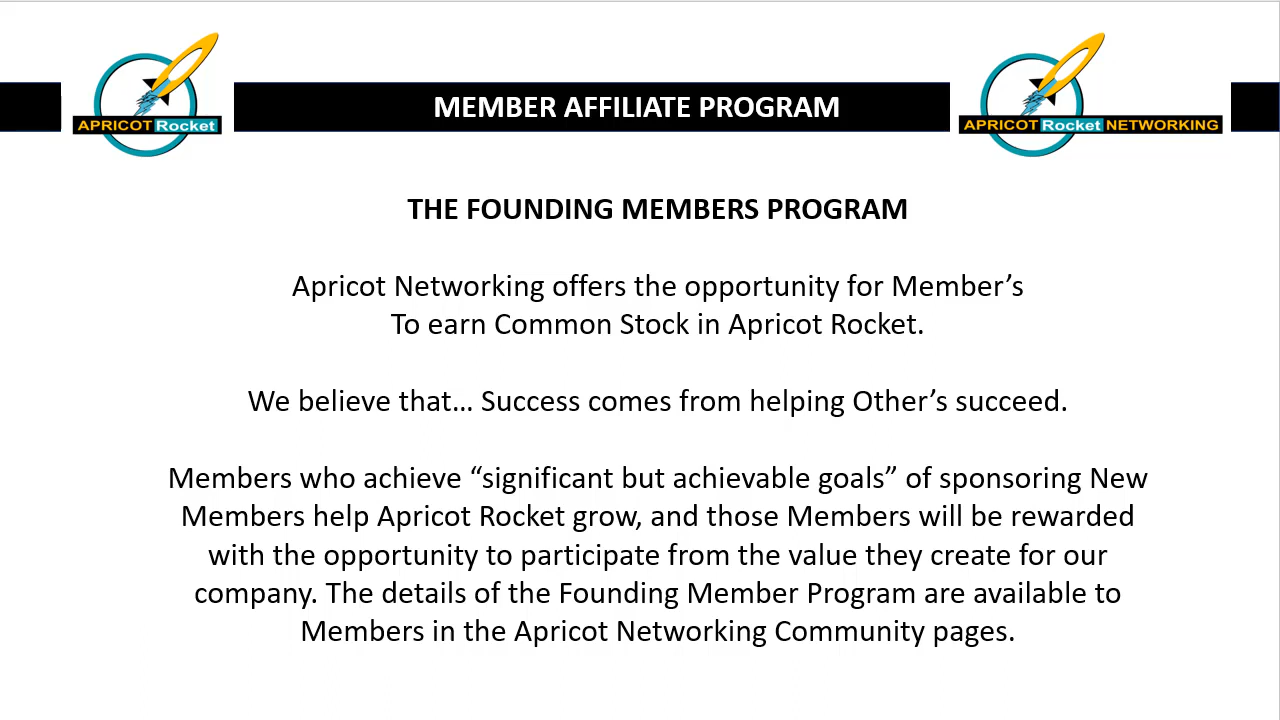 MEMBER AFFILIATE PROGRAM
APRICOT Rocket
APRICOT Rocket NETWORKING
THE FOUNDING MEMBERS PROGRAM
Apricot Networking offers the opportunity for Member’s
To earn Common Stock in Apricot Rocket.
We believe that… Success comes from helping Other’s succeed.
Members who achieve “significant but achievable goals” of sponsoring New
Members help Apricot Rocket grow, and those Members will be rewarded
with the opportunity to participate from the value they create for our
company. The details of the Founding Member Program are available to
Members in the Apricot Networking Community pages.